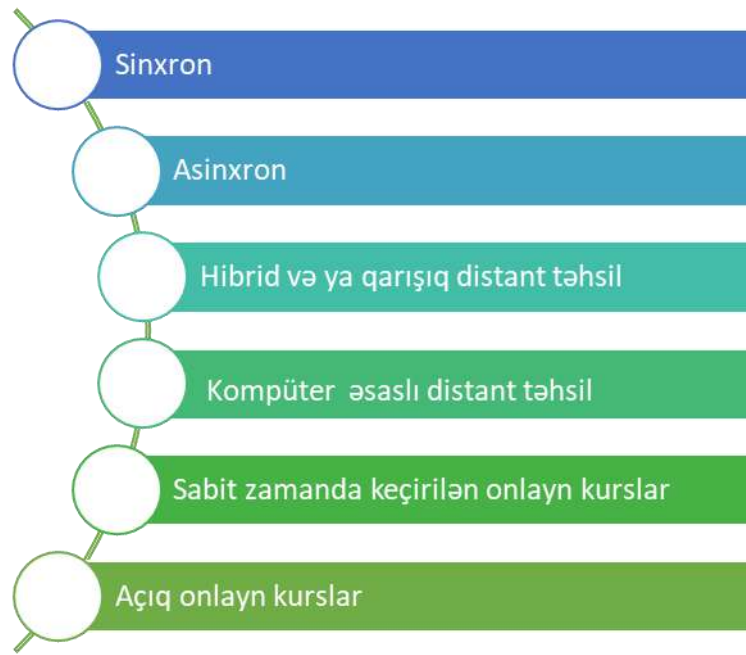 Sinxron
Asinxron
Hibrid və ya qarışıq distant təhsil
Kompüter əsaslı distant təhsil
Sabit zamanda keçirilən onlayn kurslar
Açıq onlayn kurslar